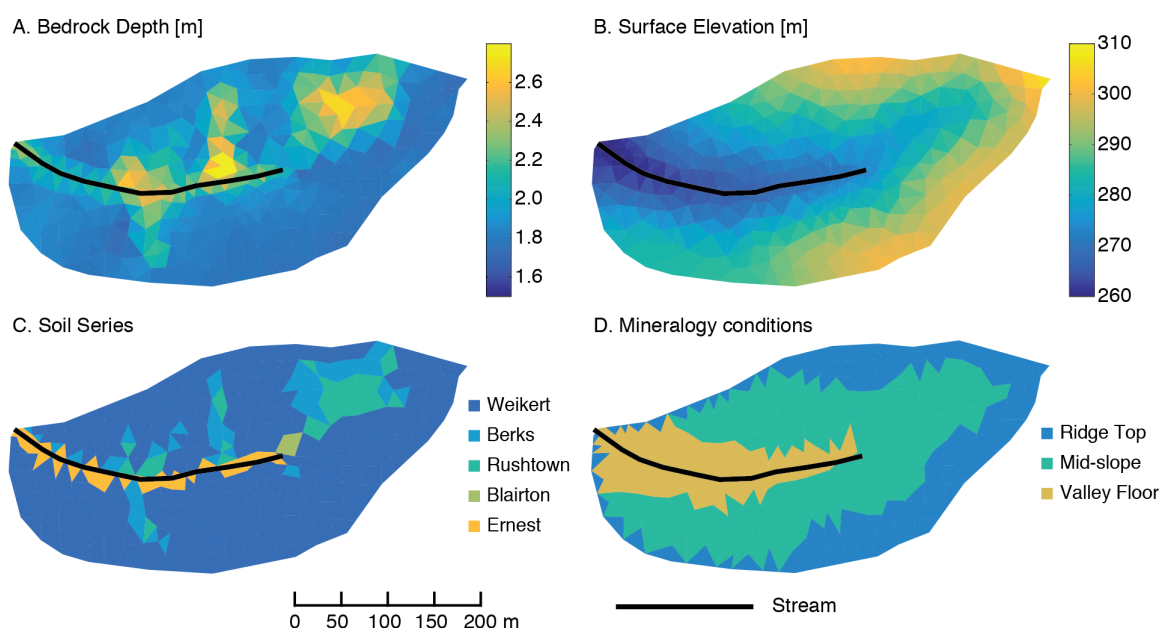 A. Bedrock Depth [m]
2.6
2.4
2.2
2.0
1.8
1.6
B. Surface Elevation [m]
310
300
290
280
270
260
C. Soil Series
Weikert
Berks
Rushtown
Blairton
Ernest
0 50 100 150 200 m
D. Mineralogy conditions
Ridge Top
Mid-slope
Valley Floor
Stream